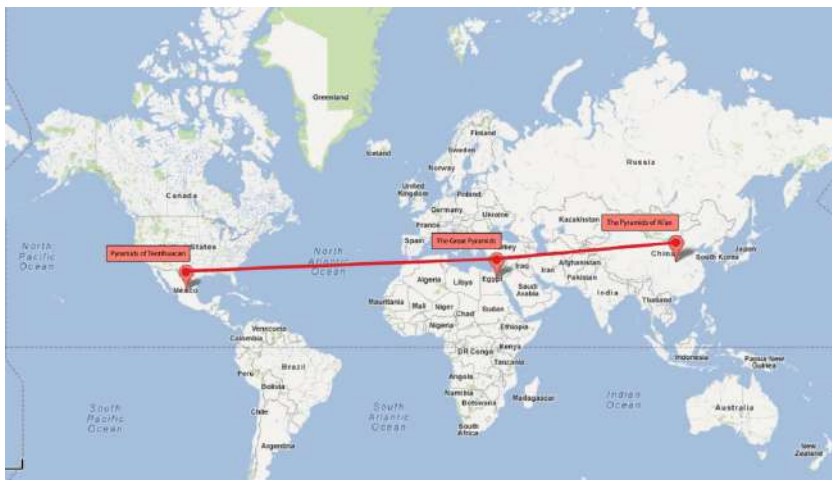 Greenland
Iceland
Finland
Sweden
Norway
Russia
Canada
United
Kingdom
Poland
Germany
Ukraine
France
Kazakhstan
The Pyramids of Xi'an
North
Pacific
Ocean
Pyramids of Teotihuacan
States
North
Atlantic
Ocean
Spain
The Great Pyramids
Turkey
China
Japan
South Korea
Iraq
Iran
Afghanistan
Pakistan
Algeria
Libya
Egypt
Saudi
Arabia
India
Mexico
Mauritania
Mali
Niger
Chad
Sudan
Thailand
Nigeria
Ethiopia
Venezuela
Colombia
DR Congo
Kenya
Tanzania
Indonesia
Papua New
Guinea
Peru
Brazil
Bolivia
Angola
Namibia
Botswana
Madagascar
South
Pacific
Ocean
Chile
South
Atlantic
Ocean
Indian
Ocean
Australia
South
Africa
Argentina
New
Zealand